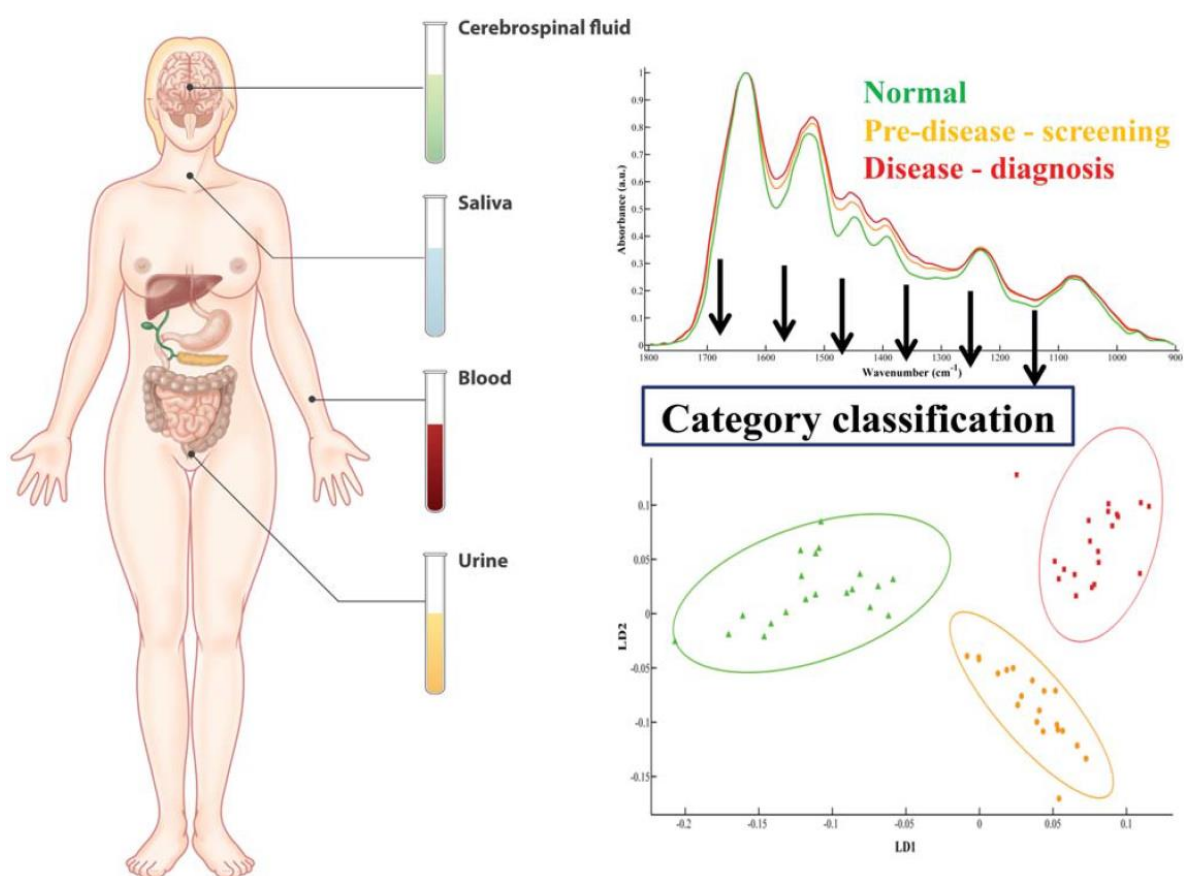 Cerebrospinal fluid
Saliva
Blood
Urine
Normal
Pre-disease - screening
Disease - diagnosis
Absorbance (a.u.)
1
0.9
0.8
0.7
0.6
0.5
0.4
0.3
0.2
0.1
0
1800 1700 1600 1500 1400 1300 1200 1100 1000 900
Wavenumber (cm⁻¹)
Category classification
LD2
0.1
0.05
0
-0.05
-0.1
-0.15
-0.2 -0.15 -0.1 -0.05 0 0.05 0.1
LD1